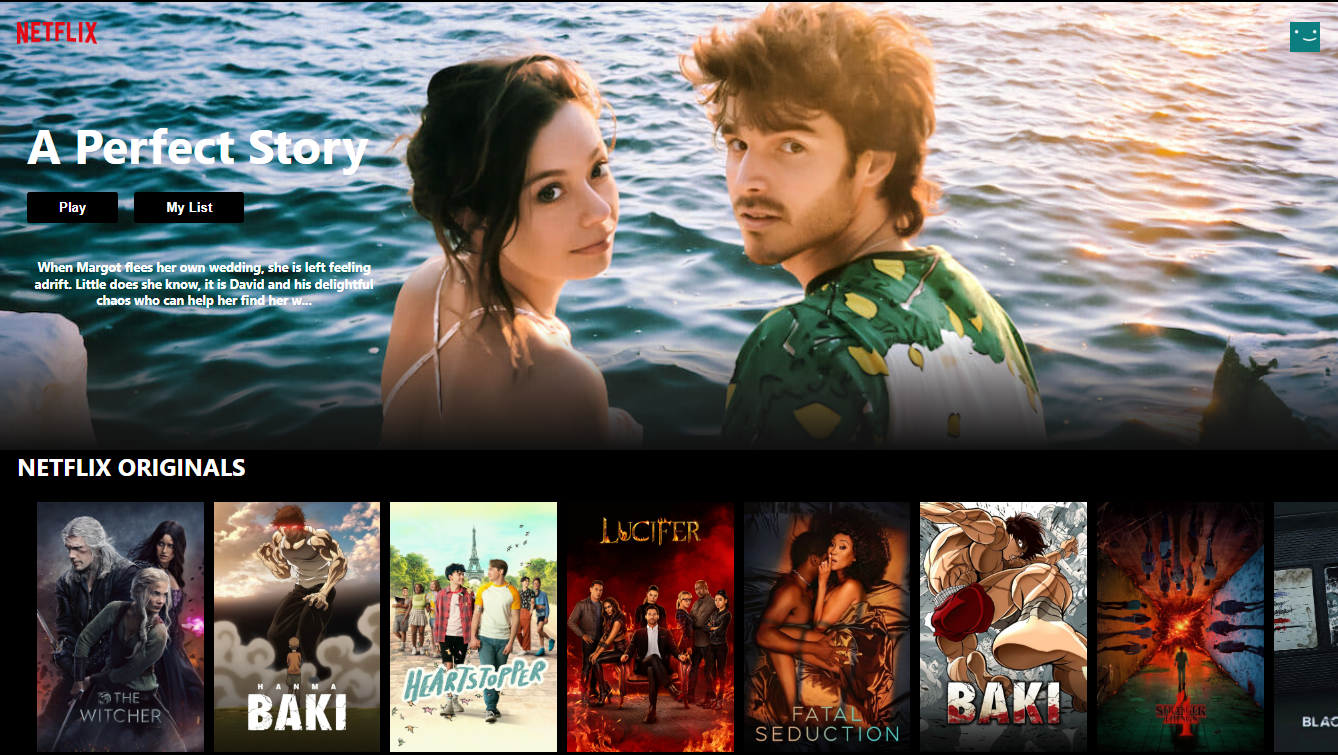 NETFLIX
A Perfect Story
Play
My List
When Margot flees her own wedding, she is left feeling
adrift. Little does she know, it is David and his delightful
chaos who can help her find her w...
NETFLIX ORIGINALS
THE
WITCHER
HANMA
BAKI
HEARTSTOPPER
LUCIFER
FATAL
SEDUCTION
BAKI
STRANGER
THINGS
4
BLAC